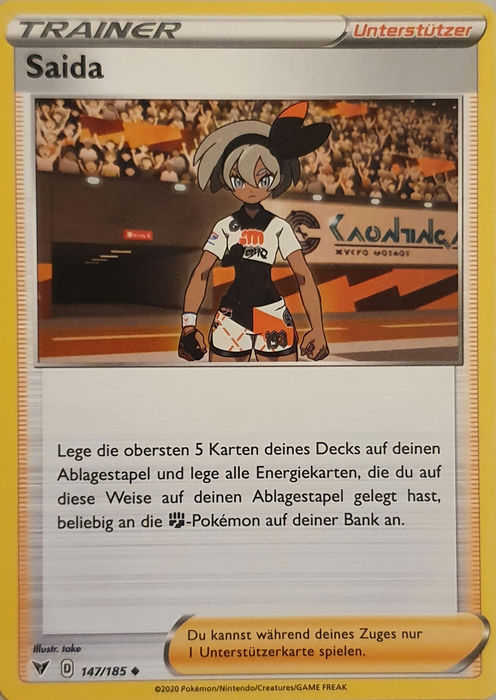 TRAINER Unterstützer
Saida
Lege die obersten 5 Karten deines Decks auf deinen
Ablagestapel und lege alle Energiekarten, die du auf
diese Weise auf deinen Ablagestapel gelegt hast,
beliebig an die -Pokémon auf deiner Bank an.
Illustr. take
D 147/185
Du kannst während deines Zuges nur
1 Unterstützerkarte spielen.
©2020 Pokémon/Nintendo/Creatures/GAME FREAK